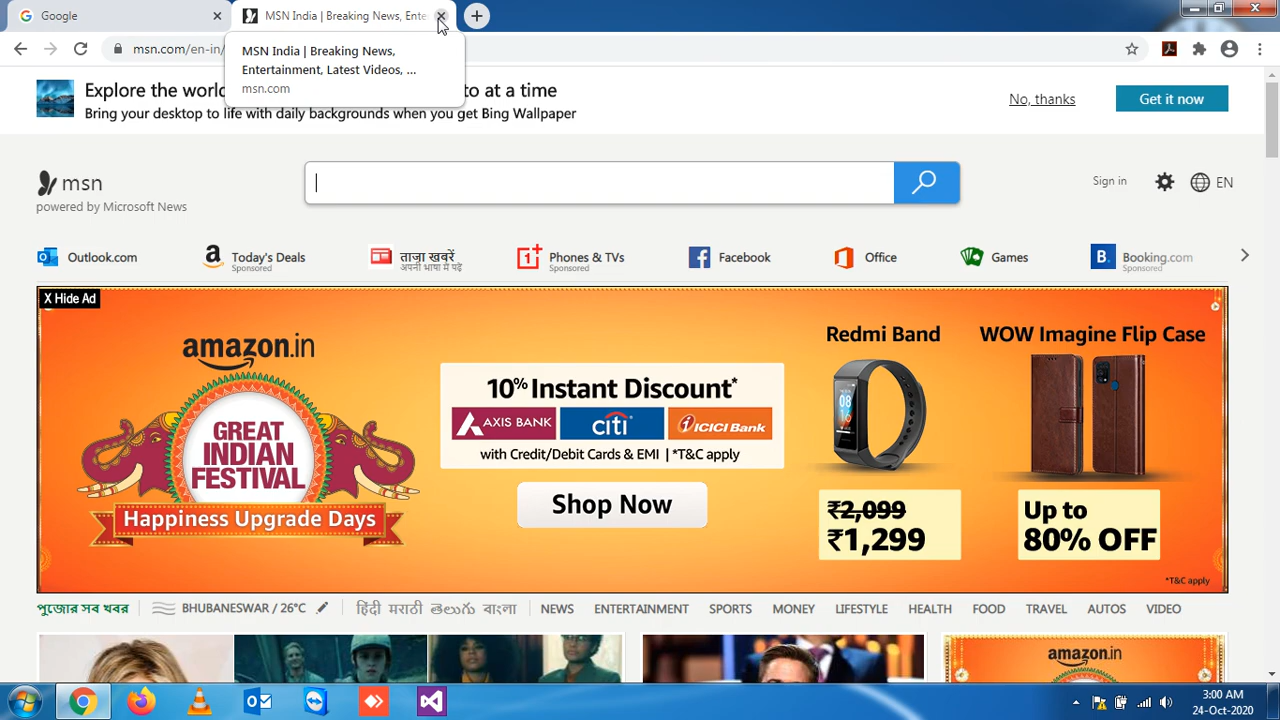 Google
MSN India | Breaking News, Ente
msn.com/en-in/
MSN India | Breaking News,
Entertainment, Latest Videos, ...
msn.com
Explore the world
to at a time
Bring your desktop to life with daily backgrounds when you get Bing Wallpaper
No, thanks
Get it now
msn
powered by Microsoft News
Sign in
EN
Outlook.com
Today's Deals
Sponsored
ताज़ा ख़बरें
अपनी भाषा में पढ़ें
Phones & TVs
Sponsored
Facebook
Office
Games
B. Booking.com
Sponsored
X Hide Ad
amazon.in
GREAT
INDIAN
FESTIVAL
Happiness Upgrade Days
10% Instant Discount*
AXIS BANK
citi
ICICI Bank
with Credit/Debit Cards & EMI | *T&C apply
Shop Now
Redmi Band
₹2,099
₹1,299
WOW Imagine Flip Case
Up to
80% OFF
*T&C apply
পুজোর সব খবর
BHUBANESWAR / 26°C
हिंदी मराठी తెలుగు বাংলা
NEWS ENTERTAINMENT SPORTS MONEY LIFESTYLE HEALTH FOOD TRAVEL AUTOS VIDEO
amazon.in
3:00 AM
24-Oct-2020